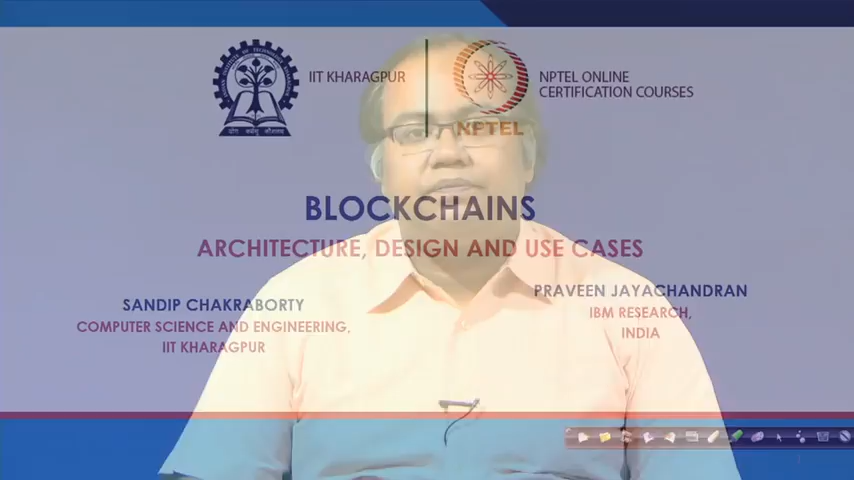 IIT KHARAGPUR
NPTEL ONLINE
CERTIFICATION COURSES
NPTEL
BLOCKCHAINS
ARCHITECTURE, DESIGN AND USE CASES
SANDIP CHAKRABORTY
COMPUTER SCIENCE AND ENGINEERING,
IIT KHARAGPUR
PRAVEEN JAYACHANDRAN
IBM RESEARCH,
INDIA